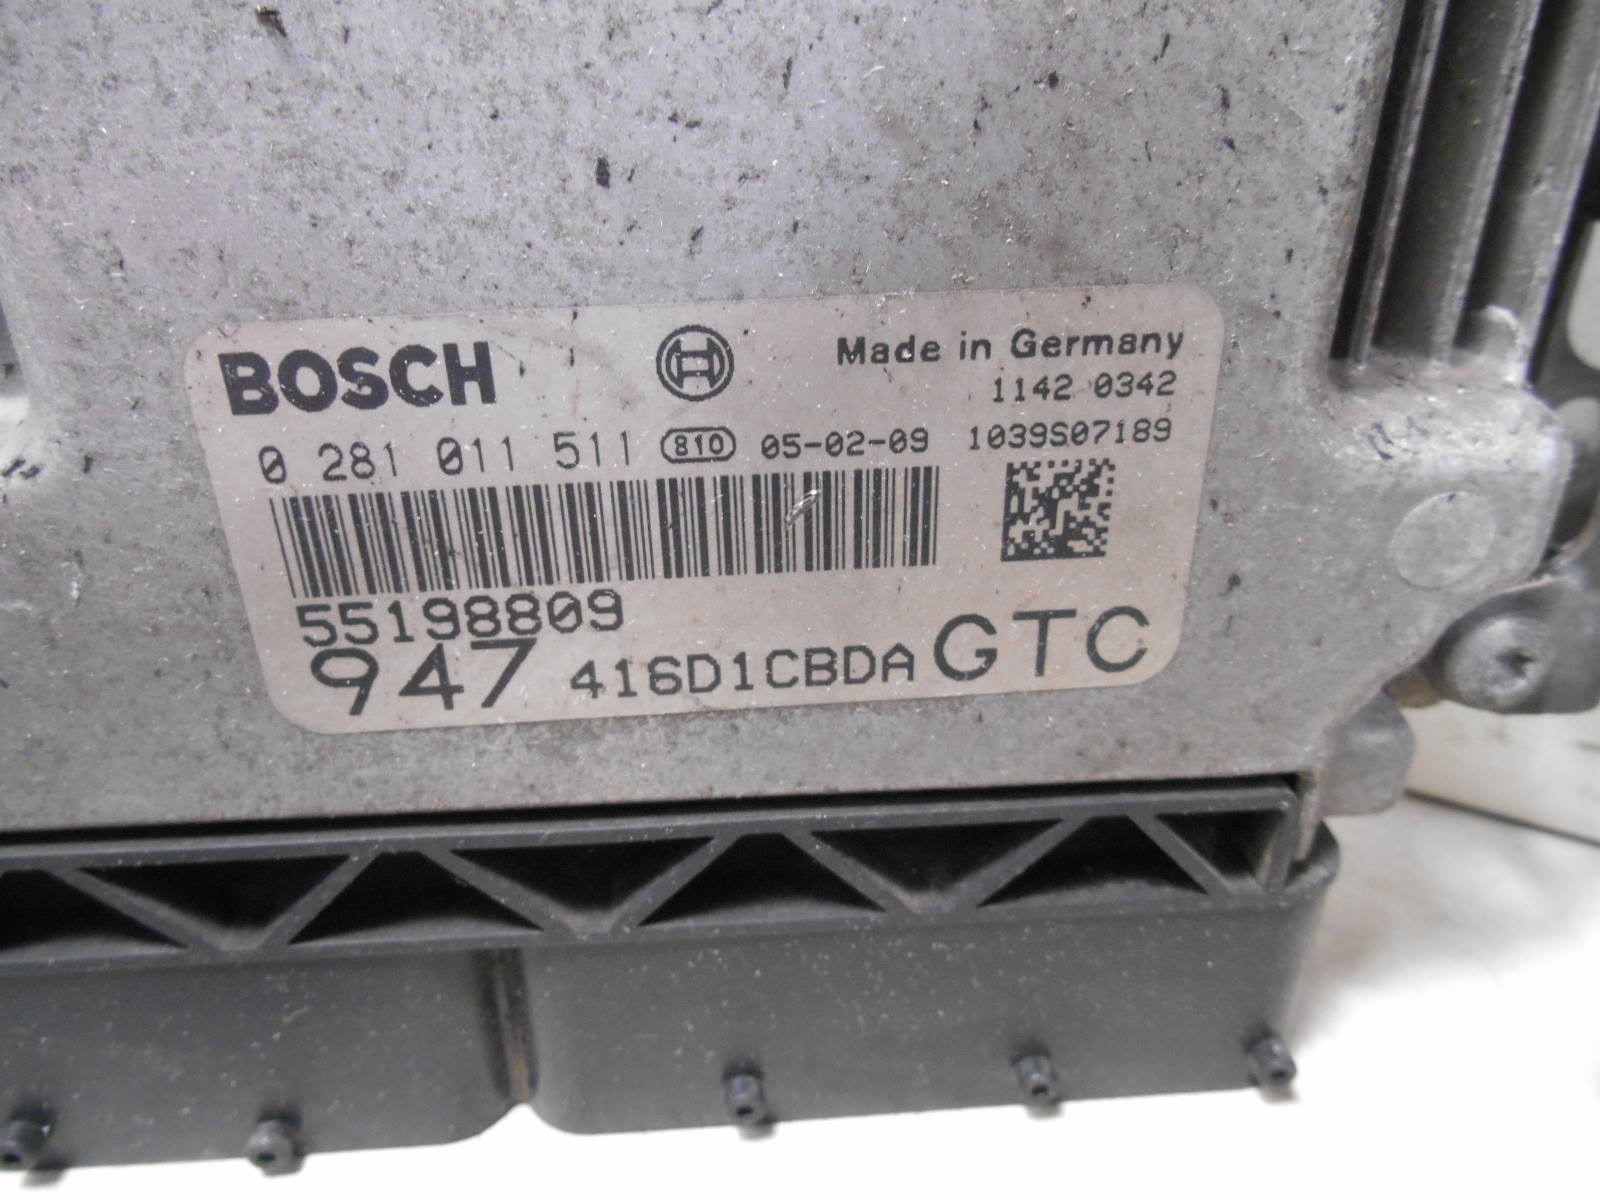 BOSCH
Made in Germany
1142 0342
0 281 011 511 810 05-02-09 1039S07189
55198809
947 416D1CBDA GTC